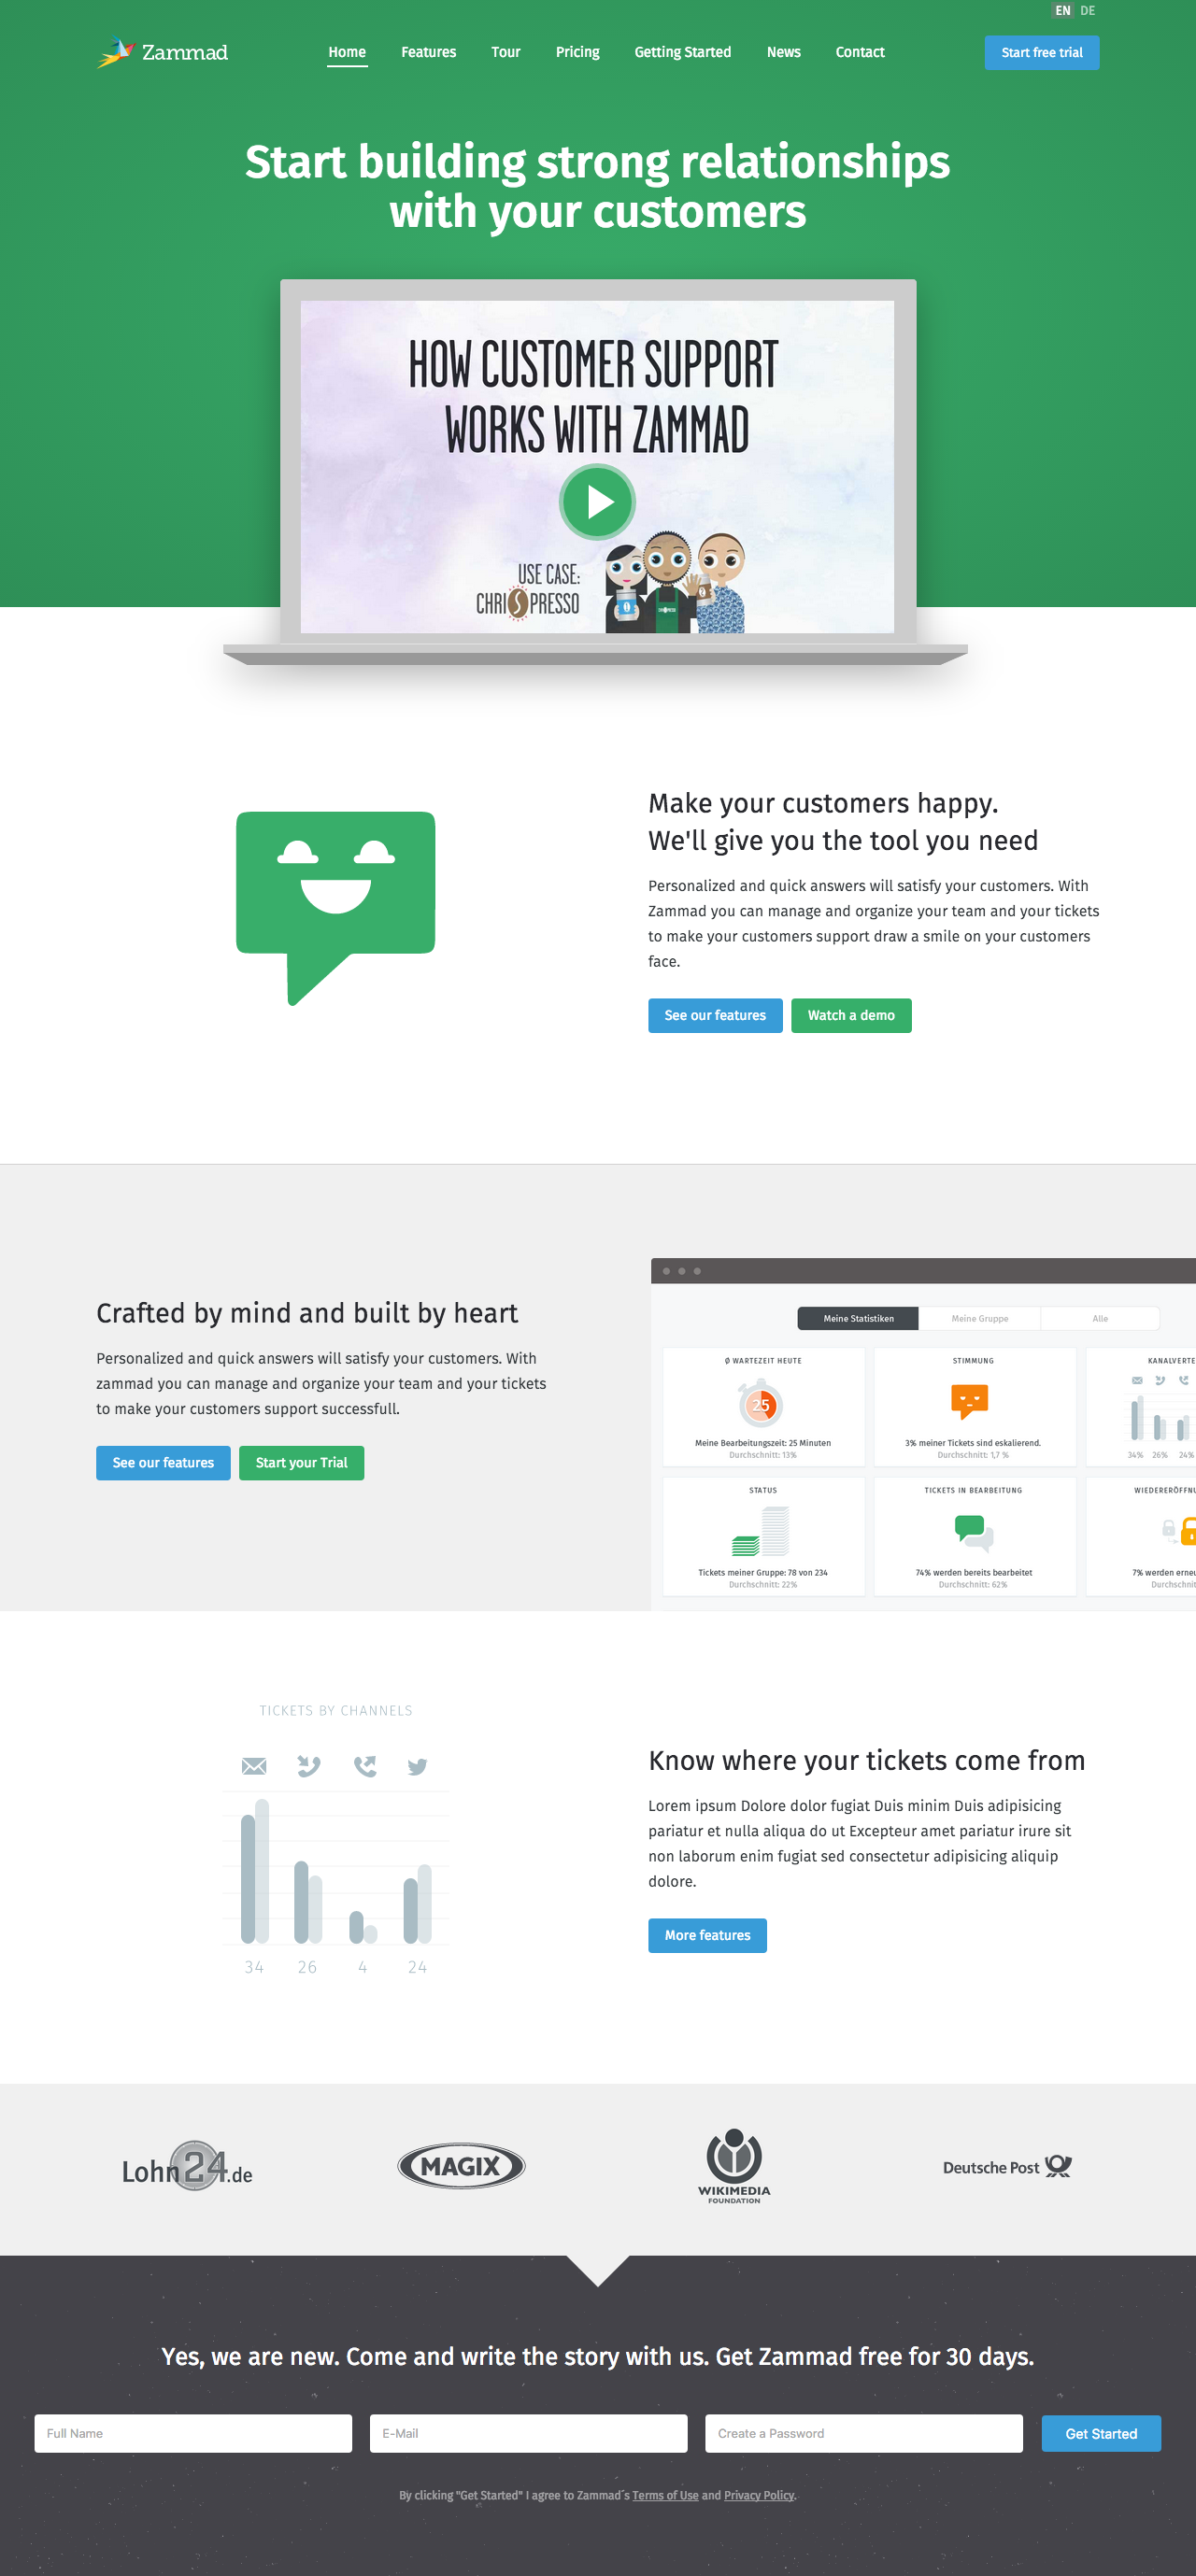 EN DE
Zammad
Home Features Tour Pricing Getting Started News Contact
Start free trial
Start building strong relationships
with your customers
HOW CUSTOMER SUPPORT
WORKS WITH ZAMMAD
USE CASE:
CHRISPRESSO
Make your customers happy.
We'll give you the tool you need
Personalized and quick answers will satisfy your customers. With
Zammad you can manage and organize your team and your tickets
to make your customers support draw a smile on your customers
face.
See our features Watch a demo
Crafted by mind and built by heart
Personalized and quick answers will satisfy your customers. With
zammad you can manage and organize your team and your tickets
to make your customers support successfull.
See our features Start your Trial
Meine Statistiken Meine Gruppe Alle
Ø WARTEZEIT HEUTE
25
Meine Bearbeitungszeit: 25 Minuten
Durchschnitt: 13%
STIMMUNG
3% meiner Tickets sind eskalierend.
Durchschnitt: 1,7 %
KANALVERTE
34% 26% 24%
STATUS
Tickets meiner Gruppe: 78 von 234
Durchschnitt: 22%
TICKETS IN BEARBEITUNG
74% werden bereits bearbeitet
Durchschnitt: 62%
WIEDERERÖFFNU
7% werden erneu
Durchschnit
TICKETS BY CHANNELS
34 26 4 24
Know where your tickets come from
Lorem ipsum Dolore dolor fugiat Duis minim Duis adipisicing
pariatur et nulla aliqua do ut Excepteur amet pariatur irure sit
non laborum enim fugiat sed consectetur adipisicing aliquip
dolore.
More features
Lohn24.de
MAGIX
WIKIMEDIA
FOUNDATION
Deutsche Post
Yes, we are new. Come and write the story with us. Get Zammad free for 30 days.
Full Name E-Mail Create a Password Get Started
By clicking "Get Started" I agree to Zammad´s Terms of Use and Privacy Policy.